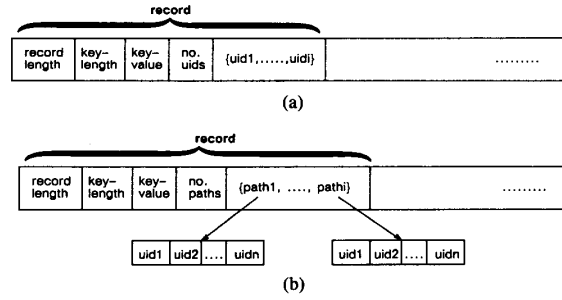 record
record length key– length key– value no. uids {uid1,.....,uidi} .........
(a)
record
record length key– length key– value no. paths {path1, ...., pathi} .........
uid1 uid2 .... uidn uid1 uid2 .... uidn
(b)